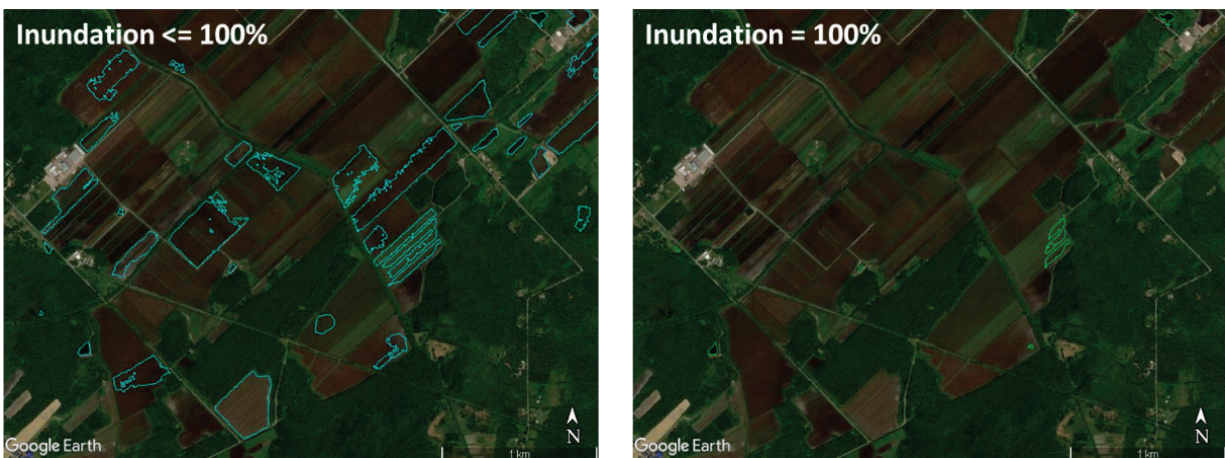 Inundation <= 100%
Inundation = 100%
Google Earth
N
1 km
Google Earth
N
1 km